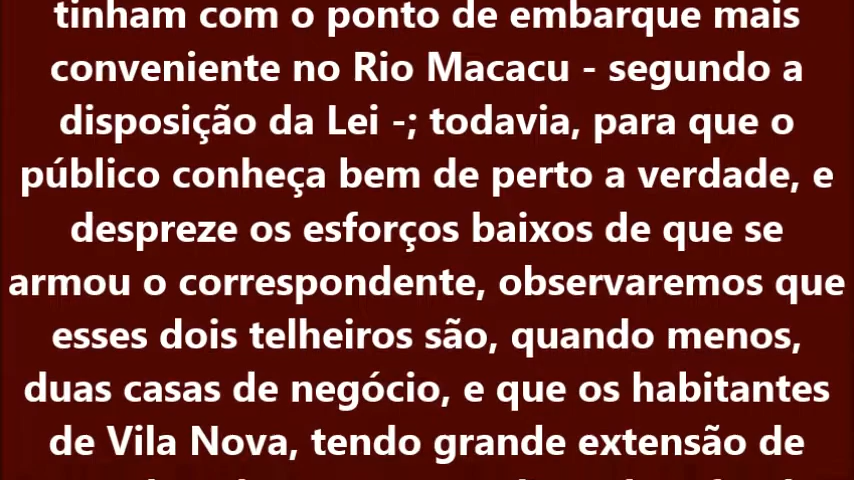 tinham com o ponto de embarque mais
conveniente no Rio Macacu - segundo a
disposição da Lei -; todavia, para que o
público conheça bem de perto a verdade, e
despreze os esforços baixos de que se
armou o correspondente, observaremos que
esses dois telheiros são, quando menos,
duas casas de negócio, e que os habitantes
de Vila Nova, tendo grande extensão de